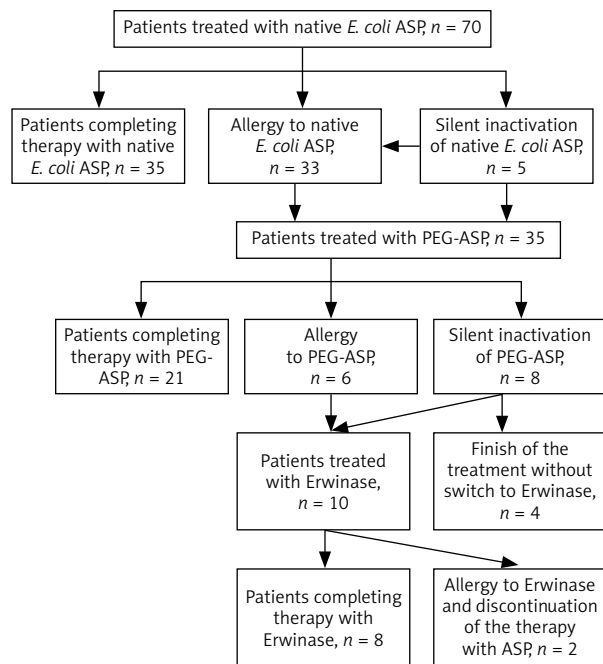 Patients treated with native E. coli ASP, n = 70
Patients completing
therapy with native
E. coli ASP, n = 35
Allergy to native
E. coli ASP,
n = 33
Silent inactivation
of native E. coli ASP,
n = 5
Patients treated with PEG-ASP, n = 35
Patients completing
therapy with PEG-
ASP, n = 21
Allergy
to PEG-ASP,
n = 6
Silent inactivation
of PEG-ASP,
n = 8
Patients treated
with Erwinase,
n = 10
Finish of the
treatment without
switch to Erwinase,
n = 4
Patients completing
therapy with
Erwinase, n = 8
Allergy to Erwinase
and discontinuation
of the therapy
with ASP, n = 2